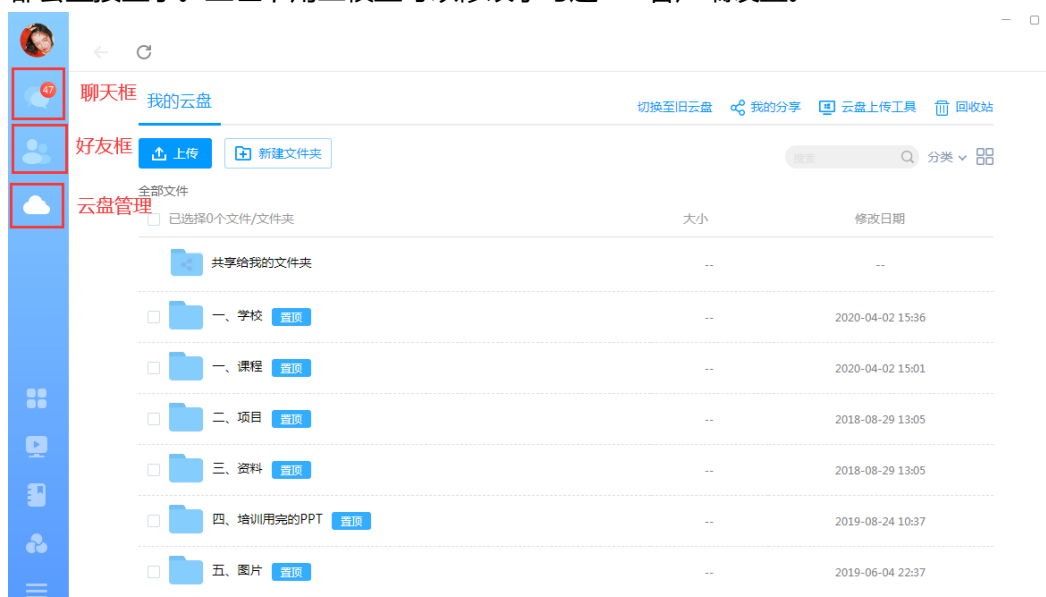 47
聊天框
我的云盘
切换至旧云盘 我的分享 云盘上传工具 回收站
好友框
上传 新建文件夹
搜索 分类
全部文件
云盘管理
已选择0个文件/文件夹 大小 修改日期
共享给我的文件夹 -- --
一、学校 置顶 -- 2020-04-02 15:36
一、课程 置顶 -- 2020-04-02 15:01
二、项目 置顶 -- 2018-08-29 13:05
三、资料 置顶 -- 2018-08-29 13:05
四、培训用完的PPT 置顶 -- 2019-08-24 10:37
五、图片 置顶 -- 2019-06-04 22:37